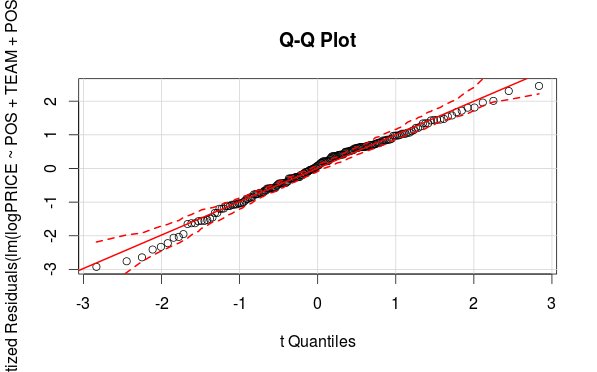 Q-Q Plot
tized Residuals(lm(logPRICE ~ POS + TEAM + POS
2
1
0
-1
-2
-3
-3 -2 -1 0 1 2 3
t Quantiles